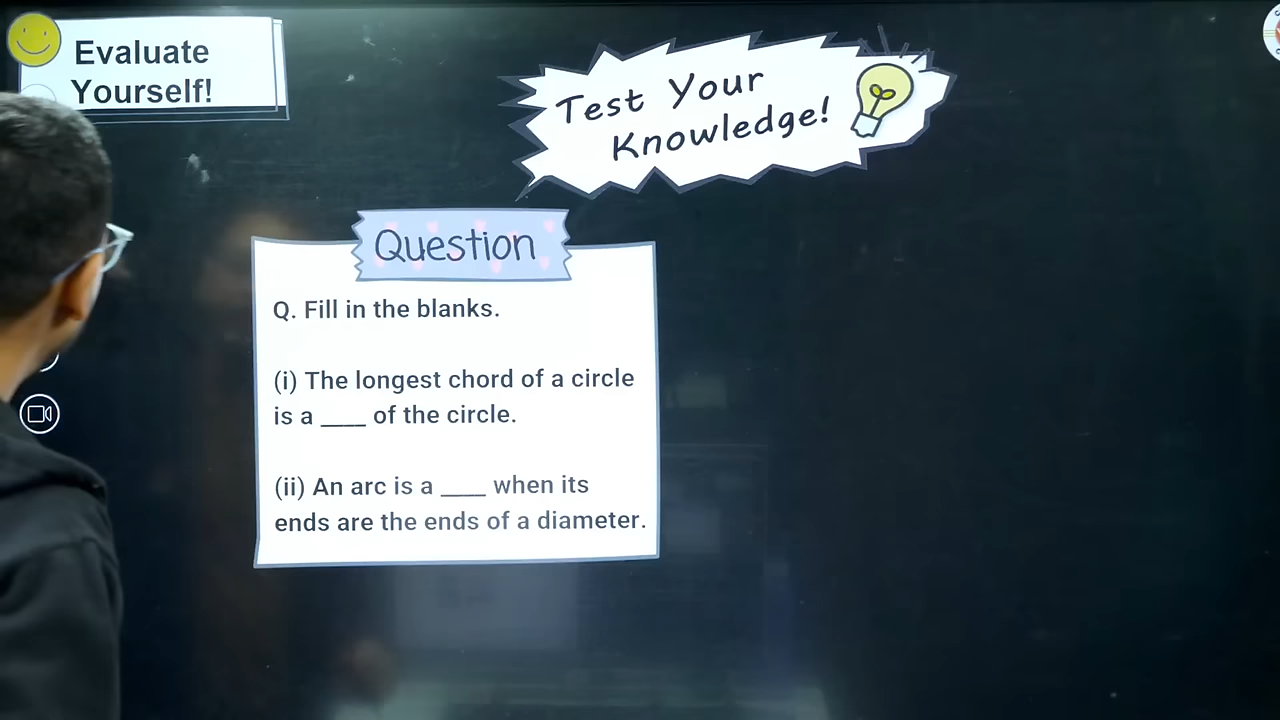 Evaluate
Yourself!
Test Your
Knowledge!
Question
Q. Fill in the blanks.
(i) The longest chord of a circle
is a ____ of the circle.
(ii) An arc is a ____ when its
ends are the ends of a diameter.